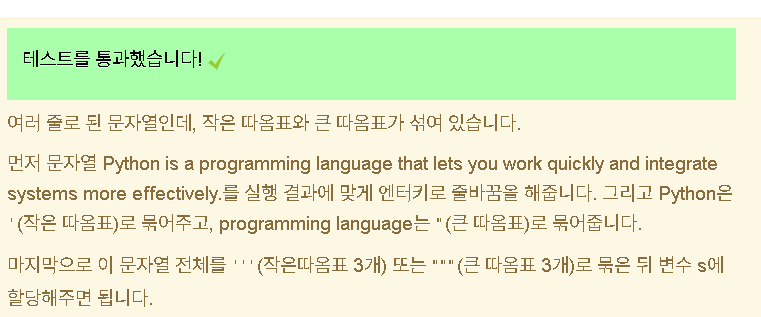 테스트를 통과했습니다!
여러 줄로 된 문자열인데, 작은 따옴표와 큰 따옴표가 섞여 있습니다.
먼저 문자열 Python is a programming language that lets you work quickly and integrate
systems more effectively.를 실행 결과에 맞게 엔터키로 줄바꿈을 해줍니다. 그리고 Python은
'(작은 따옴표)로 묶어주고, programming language는 "(큰 따옴표)로 묶어줍니다.
마지막으로 이 문자열 전체를 '''(작은따옴표 3개) 또는 """(큰 따옴표 3개)로 묶은 뒤 변수 s에
할당해주면 됩니다.